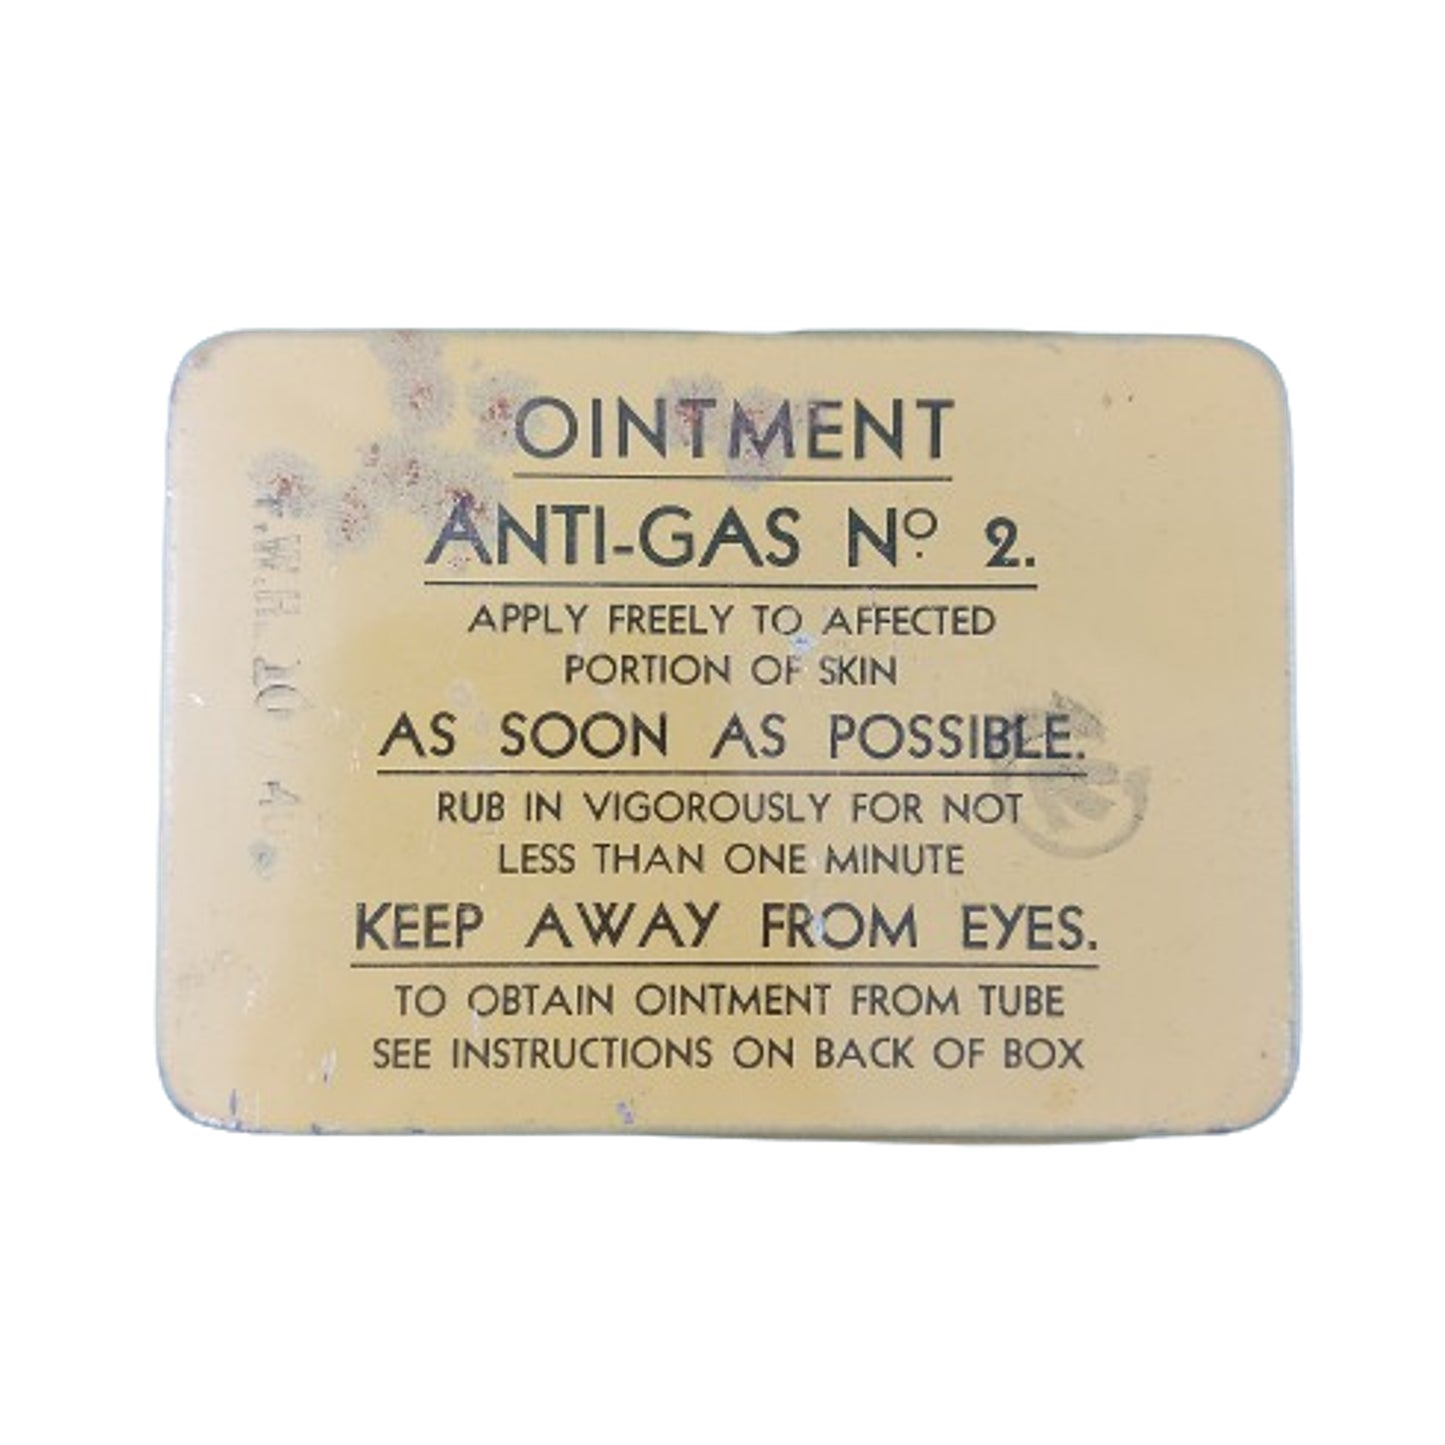 OINTMENT
ANTI-GAS Nº 2.
APPLY FREELY TO AFFECTED
PORTION OF SKIN
AS SOON AS POSSIBLE.
RUB IN VIGOROUSLY FOR NOT
LESS THAN ONE MINUTE
KEEP AWAY FROM EYES.
TO OBTAIN OINTMENT FROM TUBE
SEE INSTRUCTIONS ON BACK OF BOX